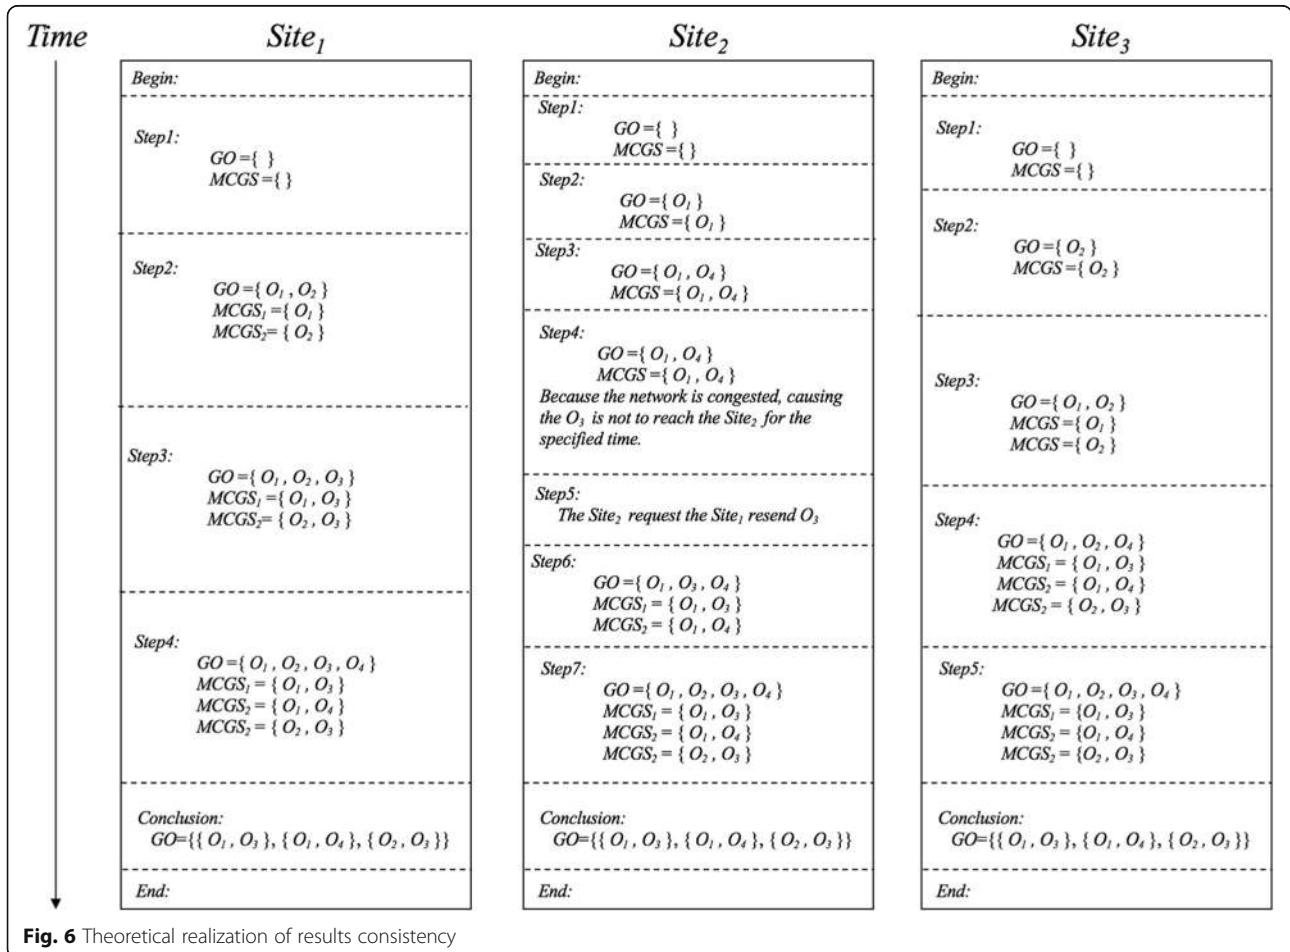 Time
Site1
Begin:
Step1:
GO={ }
MCGS={ }
Step2:
GO={ O1 , O2 }
MCGS1={ O1 }
MCGS2= { O2 }
Step3:
GO={ O1 , O2 , O3 }
MCGS1={ O1 , O3 }
MCGS2= { O2 , O3 }
Step4:
GO={ O1 , O2 , O3 , O4 }
MCGS1 = { O1 , O3 }
MCGS2 = { O1 , O4 }
MCGS2 = { O2 , O3 }
Conclusion:
GO={{ O1 , O3 }, { O1 , O4 }, { O2 , O3 }}
End:
Site2
Begin:
Step1:
GO={ }
MCGS={ }
Step2:
GO={ O1 }
MCGS={ O1 }
Step3:
GO={ O1 , O4 }
MCGS={ O1 , O4 }
Step4:
GO={ O1 , O4 }
MCGS= { O1 , O4 }
Because the network is congested, causing
the O3 is not to reach the Site2 for the
specified time.
Step5:
The Site2 request the Site1 resend O3
Step6:
GO={ O1 , O3 , O4 }
MCGS1 = { O1 , O3 }
MCGS2 = { O1 , O4 }
Step7:
GO={ O1 , O2 , O3 , O4 }
MCGS1 = { O1 , O3 }
MCGS2 = { O1 , O4 }
MCGS2 = { O2 , O3 }
Conclusion:
GO={{ O1 , O3 }, { O1 , O4 }, { O2 , O3 }}
End:
Site3
Begin:
Step1:
GO={ }
MCGS={ }
Step2:
GO={ O2 }
MCGS={ O2 }
Step3:
GO={ O1 , O2 }
MCGS={ O1 }
MCGS={ O2 }
Step4:
GO={ O1 , O2 , O4 }
MCGS1 = { O1 , O3 }
MCGS2 = { O1 , O4 }
MCGS2 = { O2 , O3 }
Step5:
GO={ O1 , O2 , O3 , O4 }
MCGS1 = {O1 , O3 }
MCGS2 = {O1 , O4 }
MCGS2 = {O2 , O3 }
Conclusion:
GO={{ O1 , O3 }, { O1 , O4 }, { O2 , O3 }}
End:
Fig. 6 Theoretical realization of results consistency